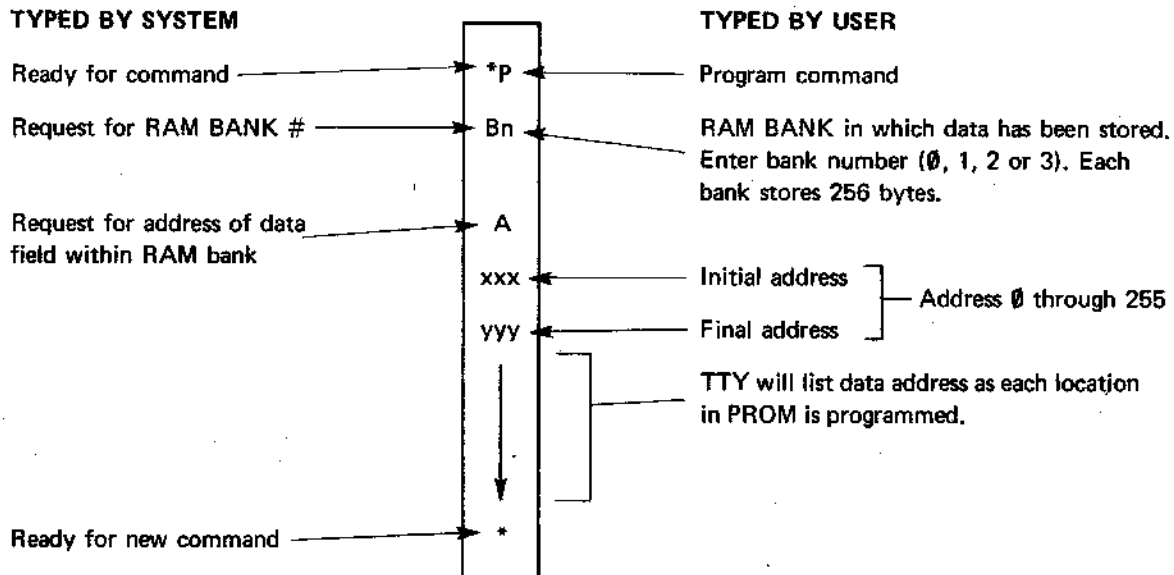 TYPED BY SYSTEM
TYPED BY USER
Ready for command
*P
Program command
Request for RAM BANK #
Bn
RAM BANK in which data has been stored.
Enter bank number (Ø, 1, 2 or 3). Each
bank stores 256 bytes.
Request for address of data
field within RAM bank
A
xxx
Initial address
Address Ø through 255
yyy
Final address
TTY will list data address as each location
in PROM is programmed.
Ready for new command
*